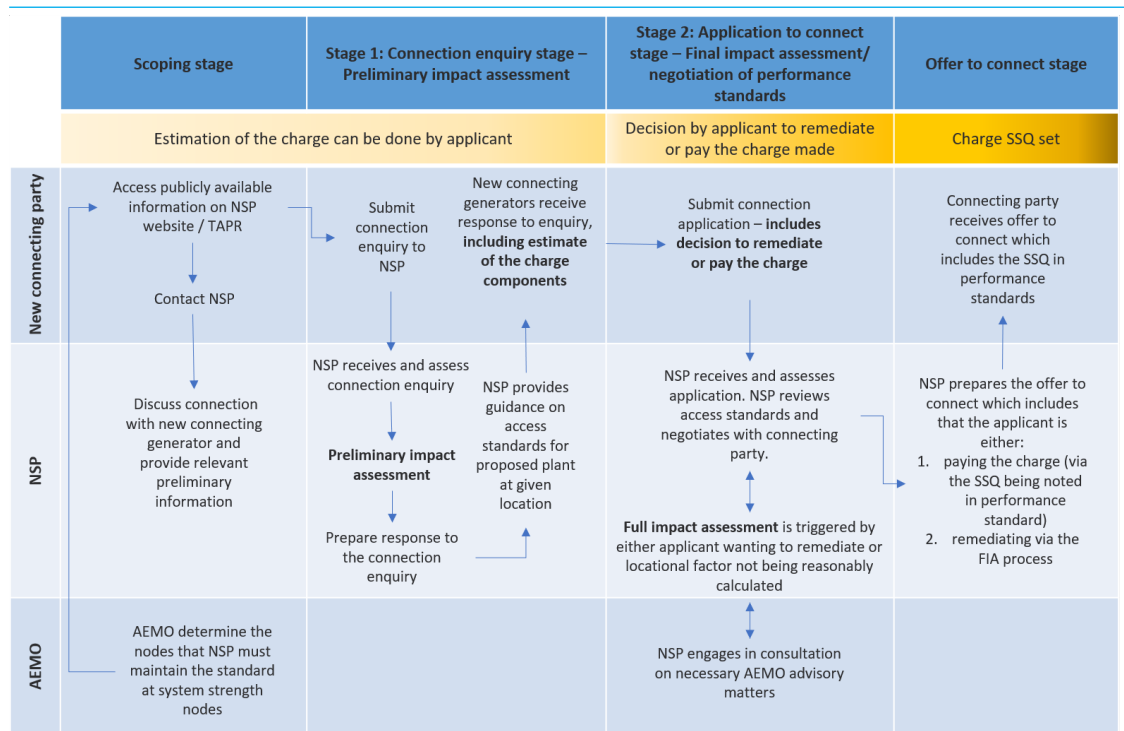 Scoping stage
Stage 1: Connection enquiry stage –
Preliminary impact assessment
Stage 2: Application to connect
stage – Final impact assessment/
negotiation of performance
standards
Offer to connect stage
Estimation of the charge can be done by applicant
Decision by applicant to remediate
or pay the charge made
Charge SSQ set
New connecting party
Access publicly available
information on NSP
website / TAPR
Contact NSP
Submit
connection
enquiry to
NSP
New connecting
generators receive
response to enquiry,
including estimate
of the charge
components
Submit connection
application – includes
decision to remediate
or pay the charge
Connecting party
receives offer to
connect which
includes the SSQ in
performance
standards
NSP
Discuss connection
with new connecting
generator and
provide relevant
preliminary
information
NSP receives and assess
connection enquiry
Preliminary impact
assessment
Prepare response to
the connection
enquiry
NSP provides
guidance on
access
standards for
proposed plant
at given
location
NSP receives and assesses
application. NSP reviews
access standards and
negotiates with connecting
party.
Full impact assessment is triggered by
either applicant wanting to remediate or
locational factor not being reasonably
calculated
NSP prepares the offer to
connect which includes
that the applicant is
either:
1. paying the charge (via
the SSQ being noted
in performance
standard)
2. remediating via the
FIA process
AEMO
AEMO determine the
nodes that NSP must
maintain the standard
at system strength
nodes
NSP engages in consultation
on necessary AEMO advisory
matters